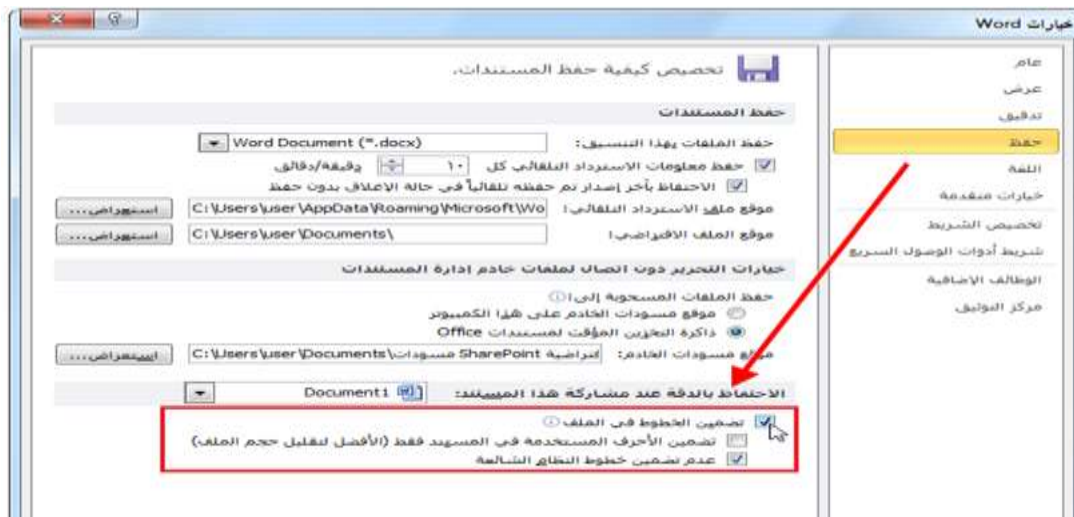 خيارات Word
عام
عرض
تدقيق
حفظ
اللغة
خيارات متقدمة
تخصيص الشريط
شريط أدوات الوصول السريع
الوظائف الإضافية
مركز التوثيق
تخصيص كيفية حفظ المستندات.
حفظ المستندات
حفظ الملفات بهذا التنسيق: Word Document (*.docx)
حفظ معلومات الاسترداد التلقائي كل ١٠ دقيقة/دقائق
الاحتفاظ بآخر إصدار تم حفظه تلقائياً في حالة الإغلاق بدون حفظ
موقع ملف الاسترداد التلقائي: C:\Users\user\AppData\Roaming\Microsoft\Wo استعراض...
موقع الملف الافتراضي: C:\Users\user\Documents\ استعراض...
خيارات التحرير دون اتصال لملفات خادم إدارة المستندات
حفظ الملفات المسحوبة إلى:
موقع مسودات الخادم على هذا الكمبيوتر
ذاكرة التخزين المؤقت لمستندات Office
موقع مسودات الخادم: C:\Users\user\Documents\مسودات SharePoint فتراضية استعراض...
الاحتفاظ بالدقة عند مشاركة هذا المستند: Document1
تضمين الخطوط في الملف
تضمين الأحرف المستخدمة في المستند فقط (الأفضل لتقليل حجم الملف)
عدم تضمين خطوط النظام الشائعة